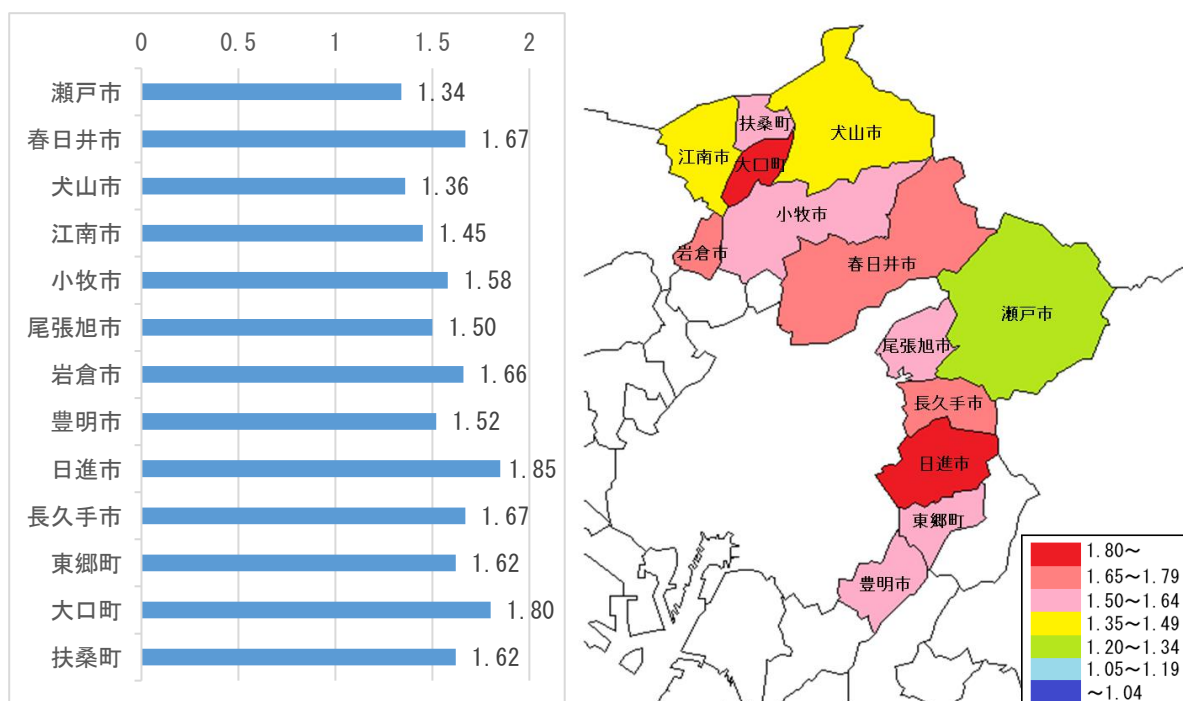 0 0.5 1 1.5 2
瀬戸市 1.34
春日井市 1.67
犬山市 1.36
江南市 1.45
小牧市 1.58
尾張旭市 1.50
岩倉市 1.66
豊明市 1.52
日進市 1.85
長久手市 1.67
東郷町 1.62
大口町 1.80
扶桑町 1.62
扶桑町
犬山市
江南市
大口町
小牧市
岩倉市
春日井市
瀬戸市
尾張旭市
長久手市
日進市
東郷町
豊明市
1.80～
1.65～1.79
1.50～1.64
1.35～1.49
1.20～1.34
1.05～1.19
～1.04